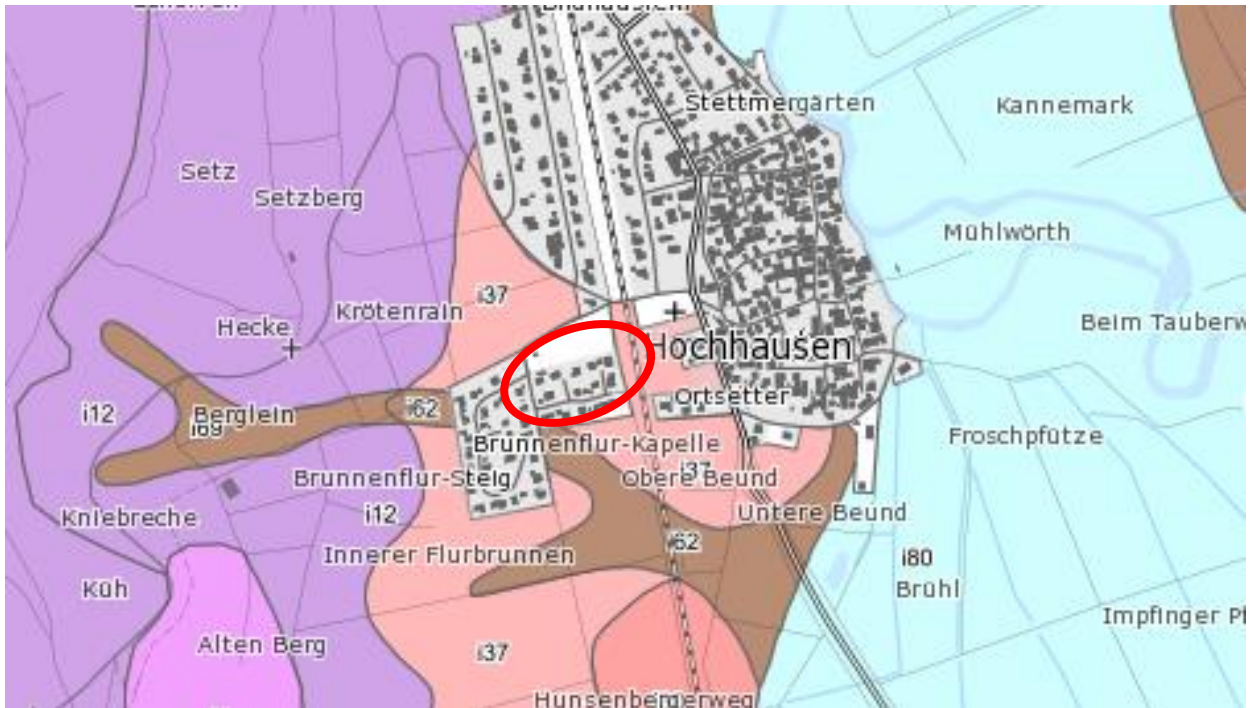 Stettmergärten
Kannemark
Setz
Setzberg
Mühlwörth
i37
Krötenrain
Hecke
Beim Tauberw
Hochhausen
Ortsetter
i12
Berglein
i69
i62
Froschpfütze
Brunnenflur-Kapelle
Brunnenflur-Steig
Obere Beund
i37
Kniebreche
i12
Untere Beund
Innerer Flurbrunnen
i62
i80
Küh
Brühl
Impfinger Pf
Alten Berg
i37